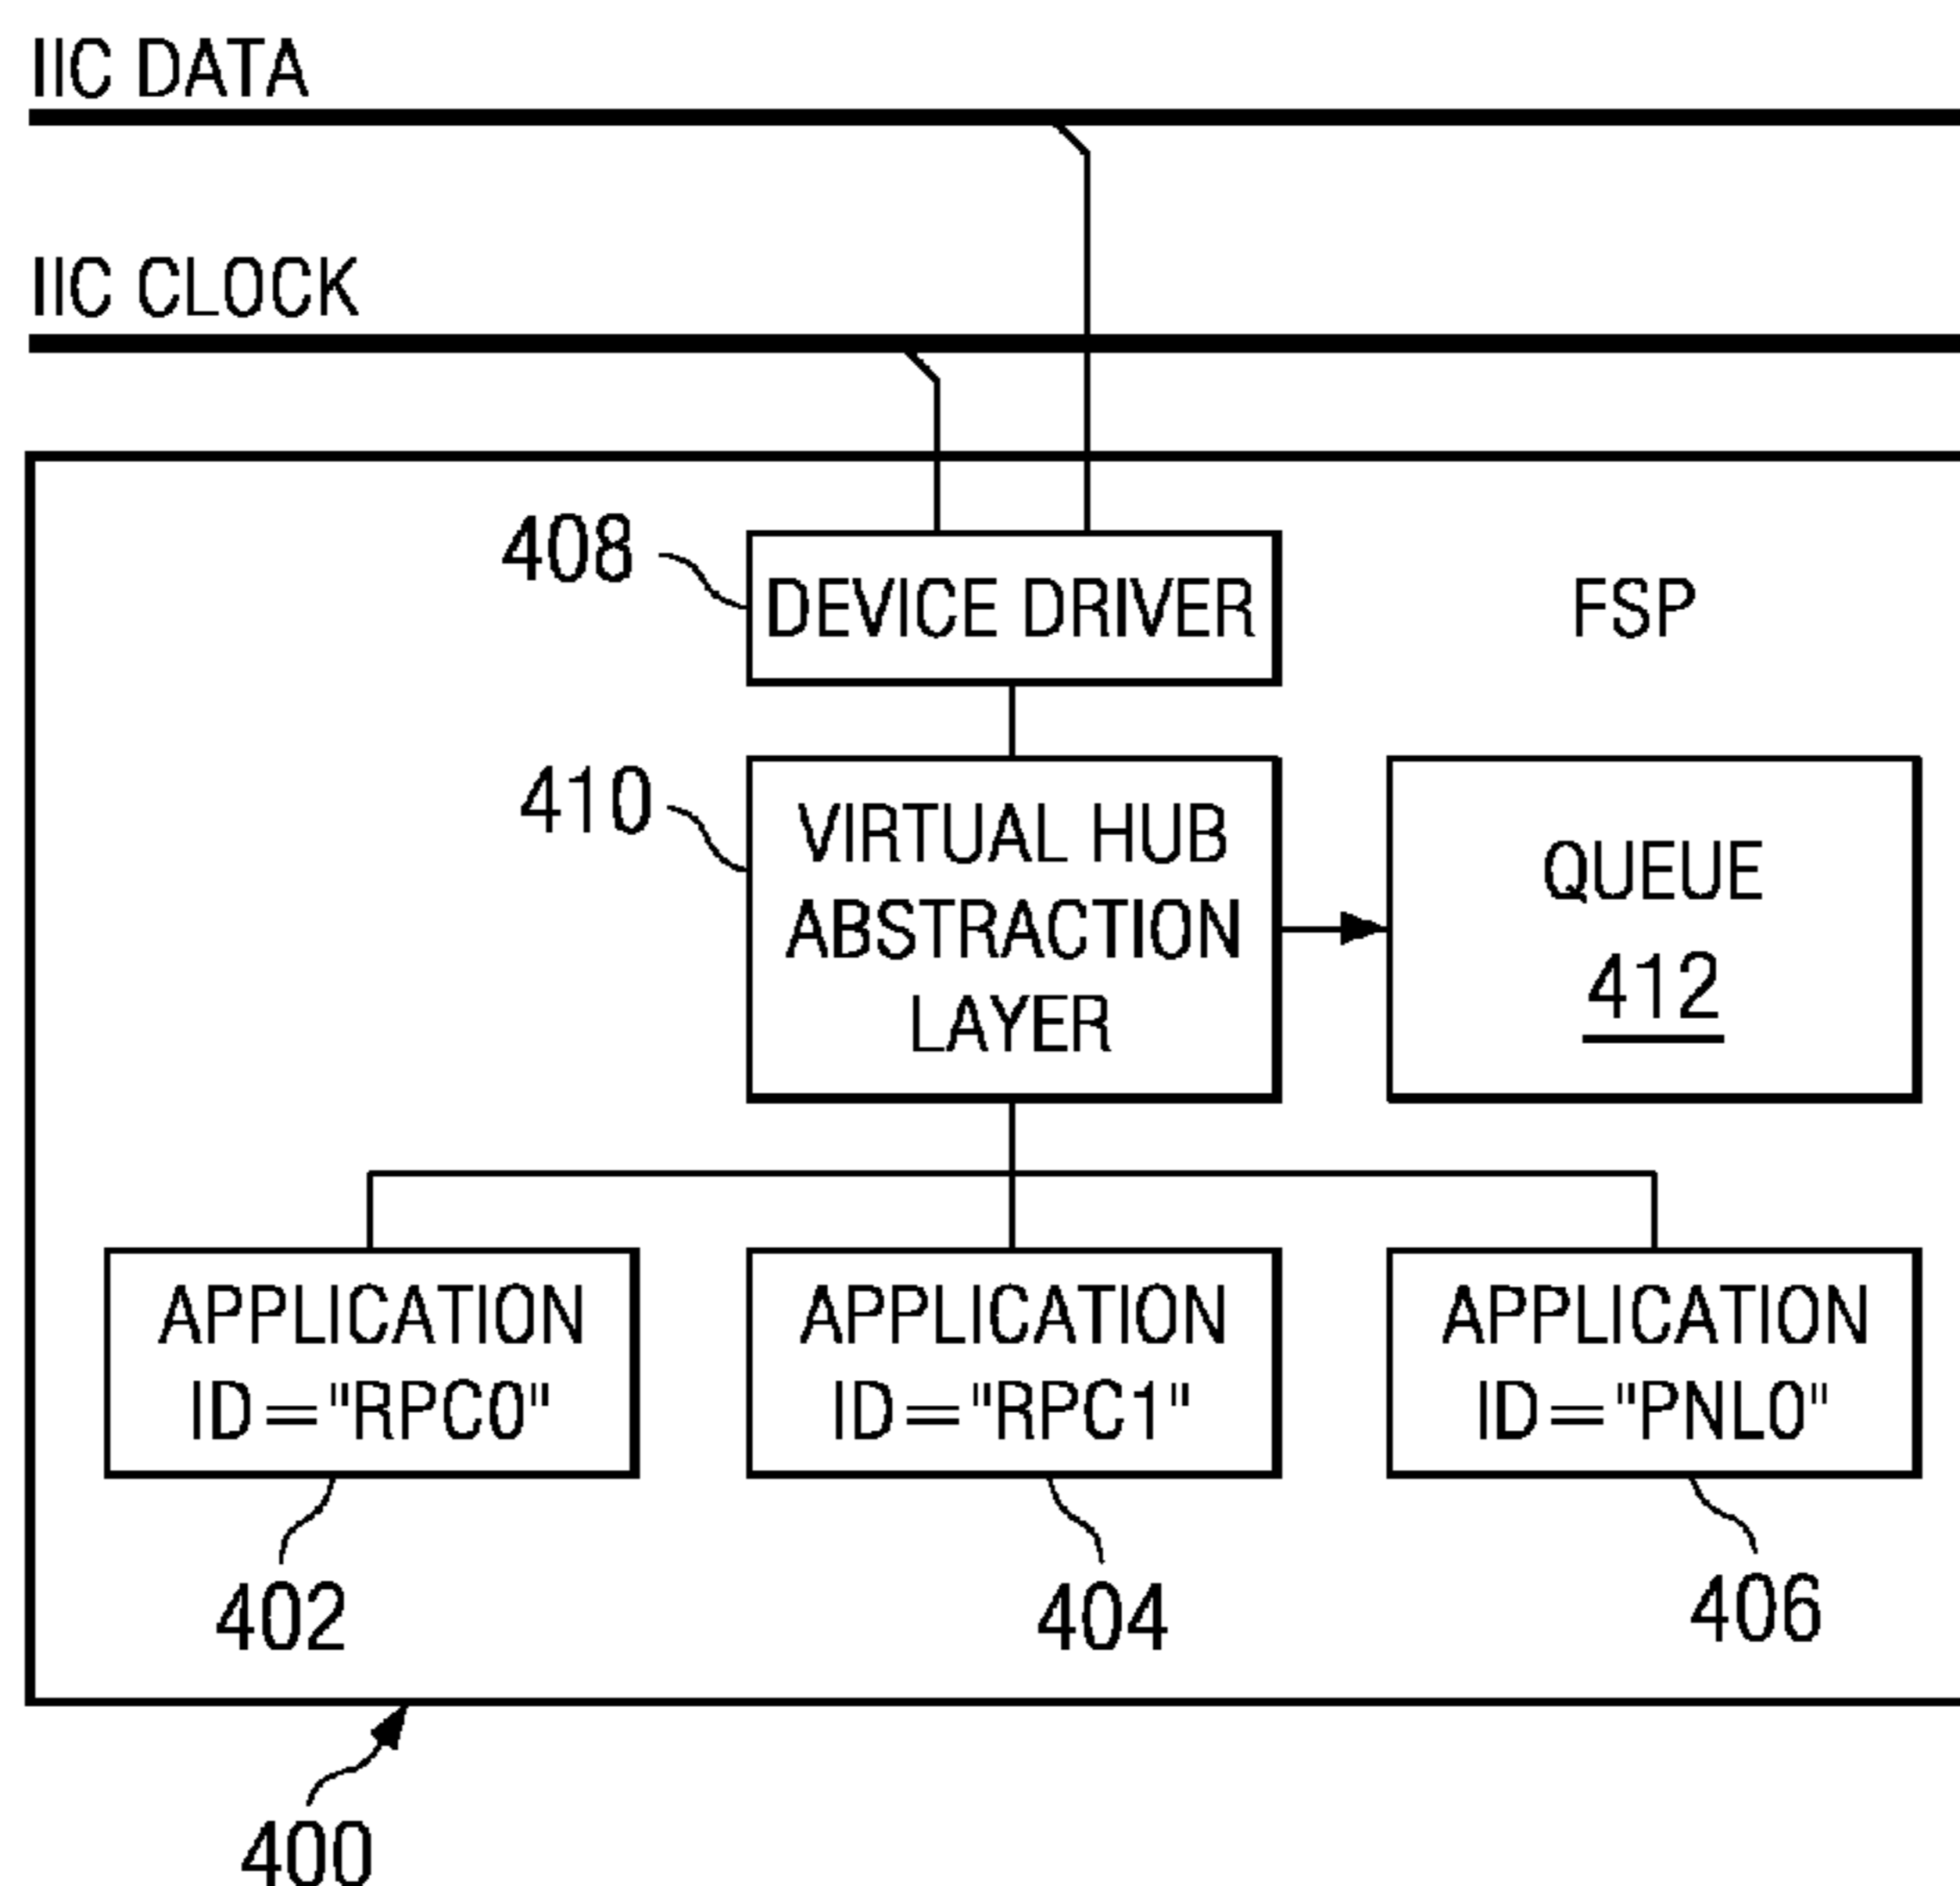 IIC DATA
IIC CLOCK
408
DEVICE DRIVER
FSP
410
VIRTUAL HUB
ABSTRACTION
LAYER
QUEUE
412
APPLICATION
ID="RPC0"
APPLICATION
ID="RPC1"
APPLICATION
ID="PNL0"
402
404
406
400